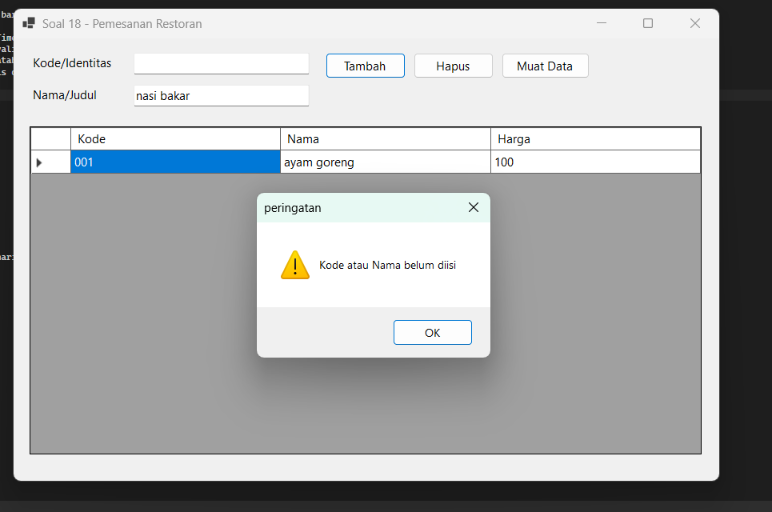 Soal 18 - Pemesanan Restoran
Kode/Identitas
Tambah
Hapus
Muat Data
Nama/Judul
nasi bakar
Kode
Nama
Harga
001
ayam goreng
100
peringatan
Kode atau Nama belum diisi
OK